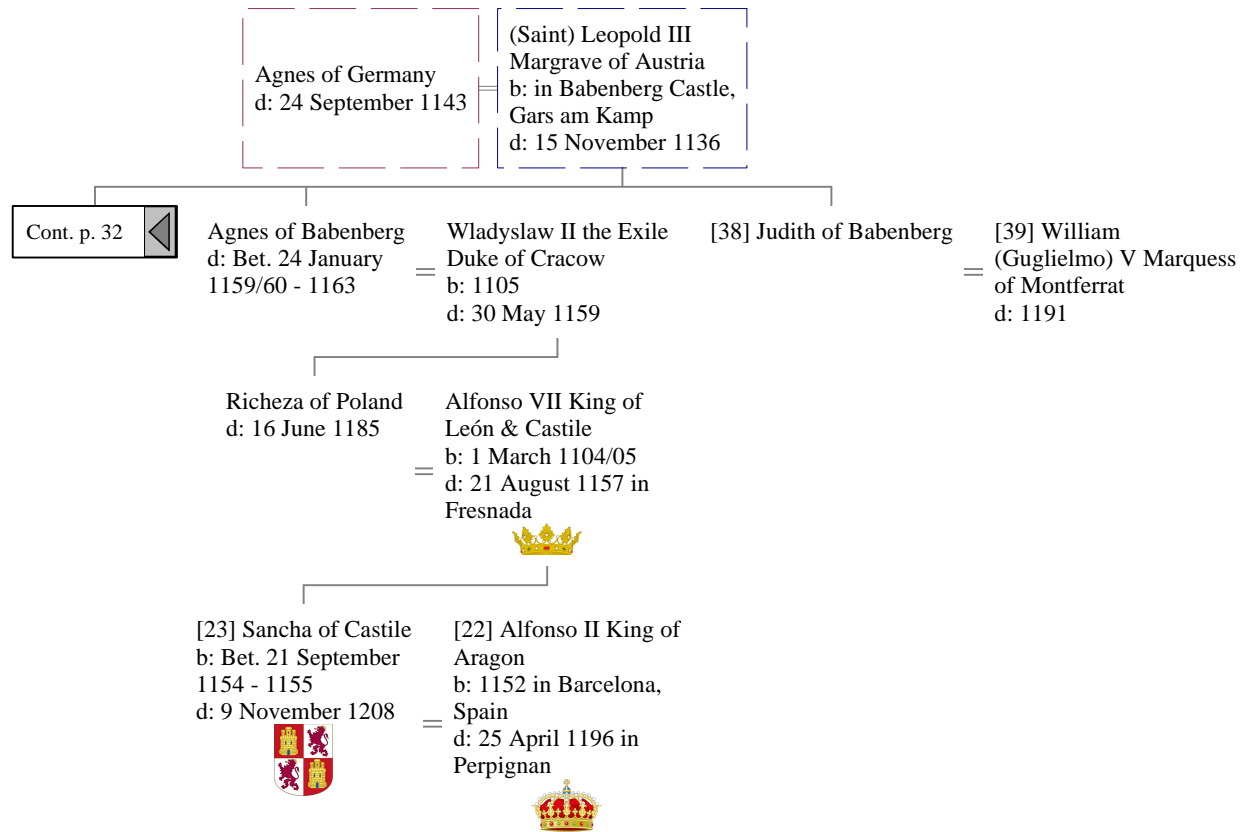 Agnes of Germany
d: 24 September 1143
(Saint) Leopold III
Margrave of Austria
b: in Babenberg Castle,
Gars am Kamp
d: 15 November 1136
Cont. p. 32
Agnes of Babenberg
d: Bet. 24 January
1159/60 - 1163
Wladyslaw II the Exile
Duke of Cracow
b: 1105
d: 30 May 1159
[38] Judith of Babenberg
[39] William
(Guglielmo) V Marquess
of Montferrat
d: 1191
Richeza of Poland
d: 16 June 1185
Alfonso VII King of
León & Castile
b: 1 March 1104/05
d: 21 August 1157 in
Fresnada
[23] Sancha of Castile
b: Bet. 21 September
1154 - 1155
d: 9 November 1208
[22] Alfonso II King of
Aragon
b: 1152 in Barcelona,
Spain
d: 25 April 1196 in
Perpignan